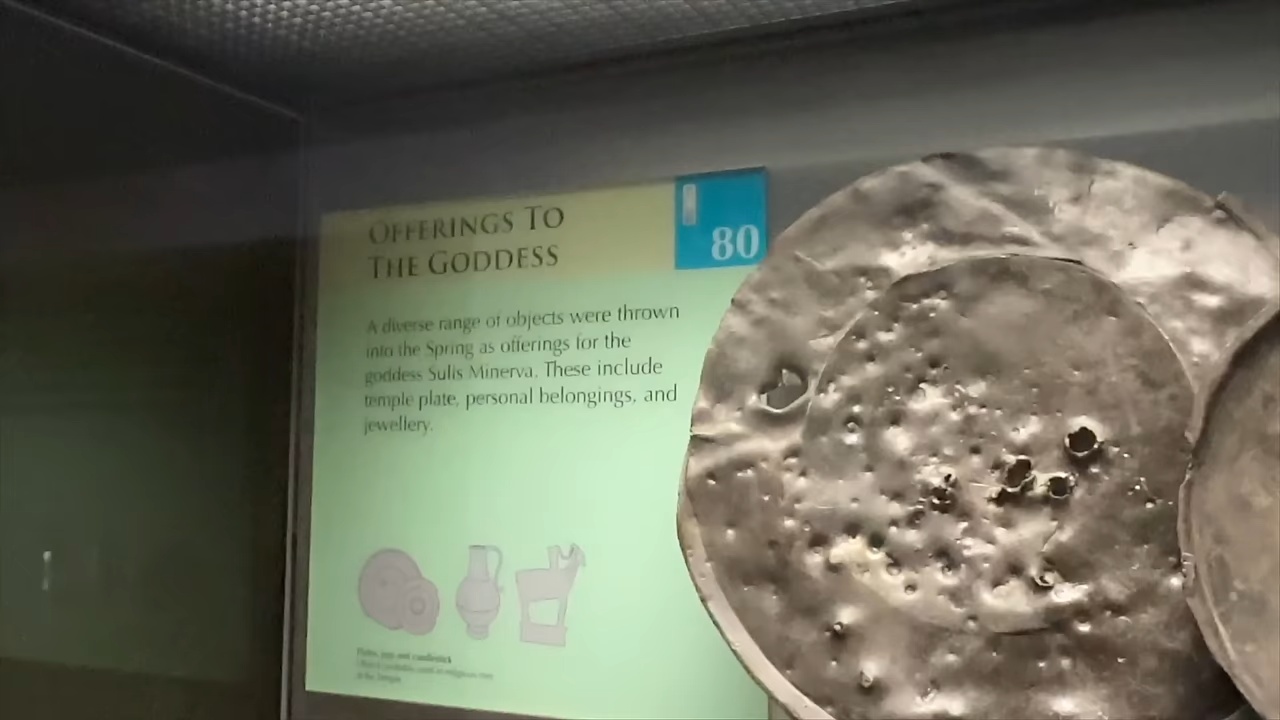 OFFERINGS TO
THE GODDESS
80
A diverse range of objects were thrown
into the Spring as offerings for the
goddess Sulis Minerva. These include
temple plate, personal belongings, and
jewellery.
candlestick